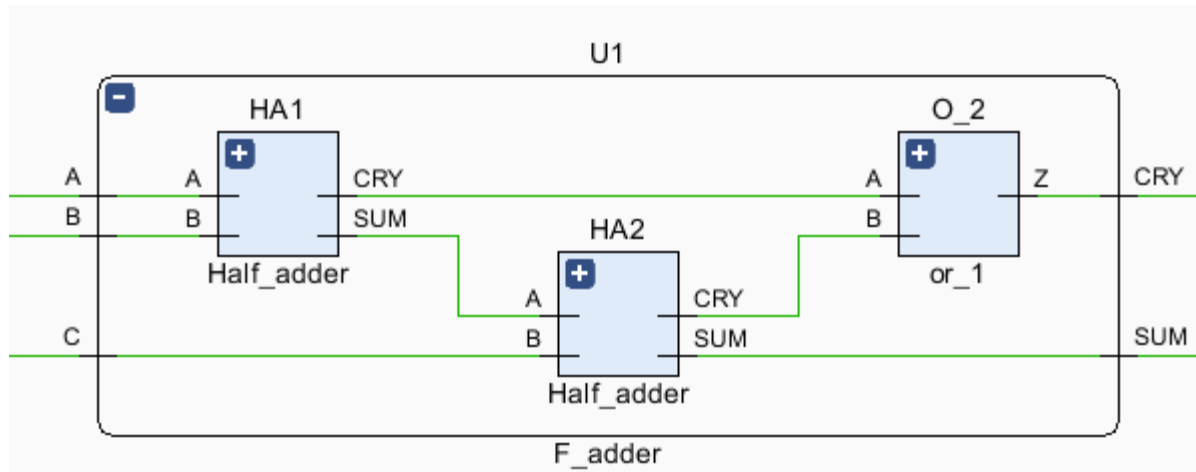 U1
HA1
O_2
A
A
CRY
A
Z
CRY
B
B
SUM
B
HA2
Half_adder
or_1
A
CRY
C
B
SUM
SUM
Half_adder
F_adder